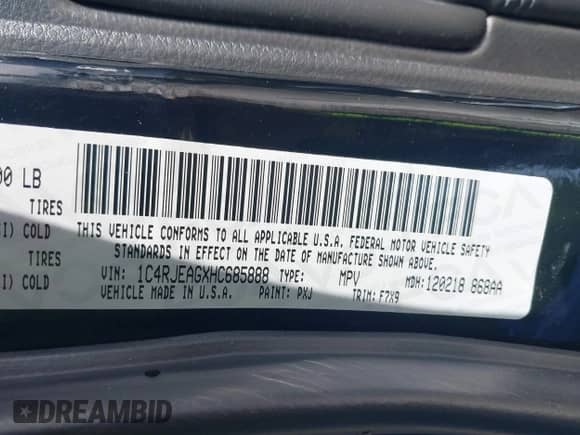 00 LB
TIRES
I) COLD
TIRES
I) COLD
THIS VEHICLE CONFORMS TO ALL APPLICABLE U.S.A. FEDERAL MOTOR VEHICLE SAFETY
STANDARDS IN EFFECT ON THE DATE OF MANUFACTURE SHOWN ABOVE.
VIN: 1C4RJEAGXHC685888 TYPE: MPV MDH: 120218 868AA
VEHICLE MADE IN U.S.A. PAINT: PXJ TRIM: F7X9
DREAMBID